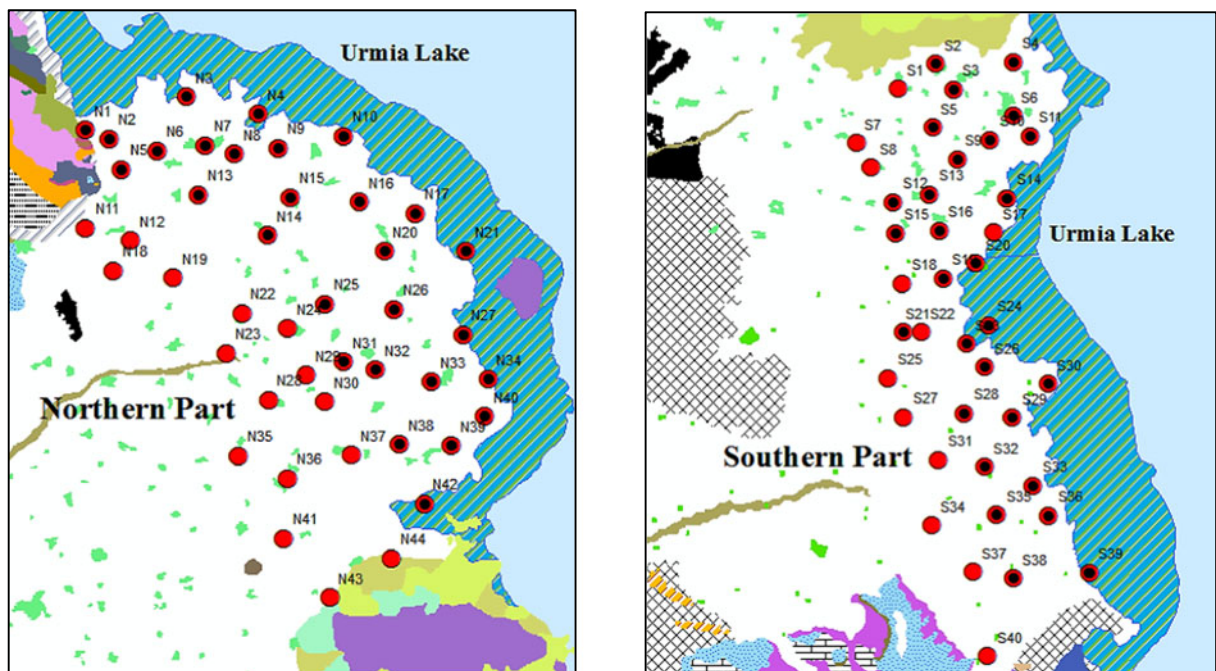 Urmia Lake
N3
N4
N1
N2
N6
N7
N8
N9
N10
N5
N13
N15
N16
N17
N11
N12
N14
N20
N21
N18
N19
N25
N26
N22
N24
N27
N23
N31
N32
N29
N33
N34
N28
N30
N40
Northern Part
N35
N37
N38
N39
N36
N42
N41
N44
N43
S2
S4
S1
S3
S6
S5
S10
S11
S7
S9
S8
S13
S12
S14
S15
S16
S17
Urmia Lake
S20
S18
S19
S24
S21
S22
S23
S26
S25
S30
S27
S28
S29
S31
S32
Southern Part
S33
S35
S36
S34
S37
S38
S39
S40